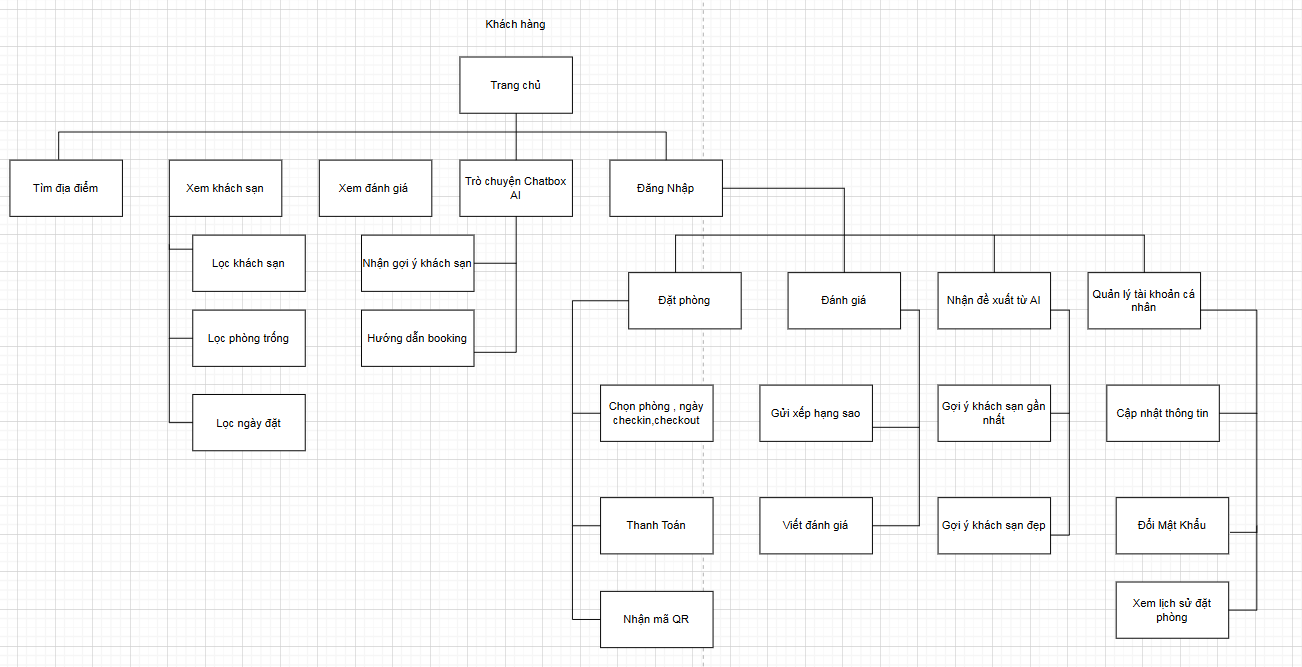 Khách hàng
Trang chủ
Tìm địa điểm
Xem khách sạn
Xem đánh giá
Trò chuyện Chatbox
AI
Đăng Nhập
Lọc khách sạn
Nhận gợi ý khách sạn
Lọc phòng trống
Hướng dẫn booking
Lọc ngày đặt
Đặt phòng
Đánh giá
Nhận đề xuất từ AI
Quản lý tài khoản cá
nhân
Chọn phòng , ngày
checkin,checkout
Gửi xếp hạng sao
Gợi ý khách sạn gần
nhất
Cập nhật thông tin
Thanh Toán
Viết đánh giá
Gợi ý khách sạn đẹp
Đổi Mật Khẩu
Nhận mã QR
Xem lịch sử đặt
phòng